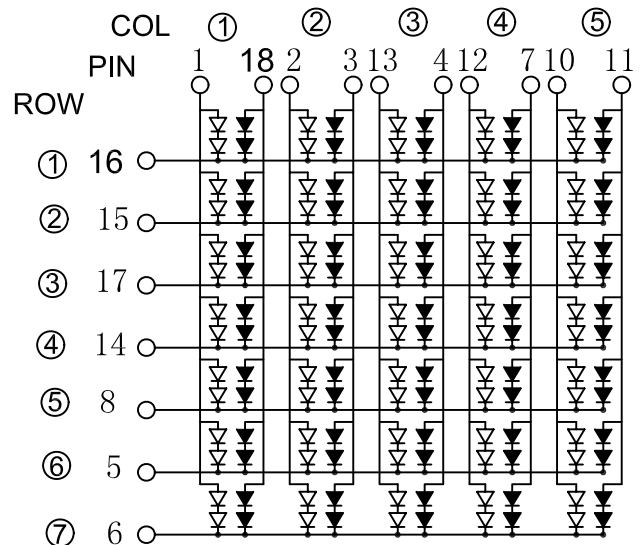 COL ① ② ③ ④ ⑤
PIN 1 18 2 3 13 4 12 7 10 11
ROW
① 16
② 15
③ 17
④ 14
⑤ 8
⑥ 5
⑦ 6